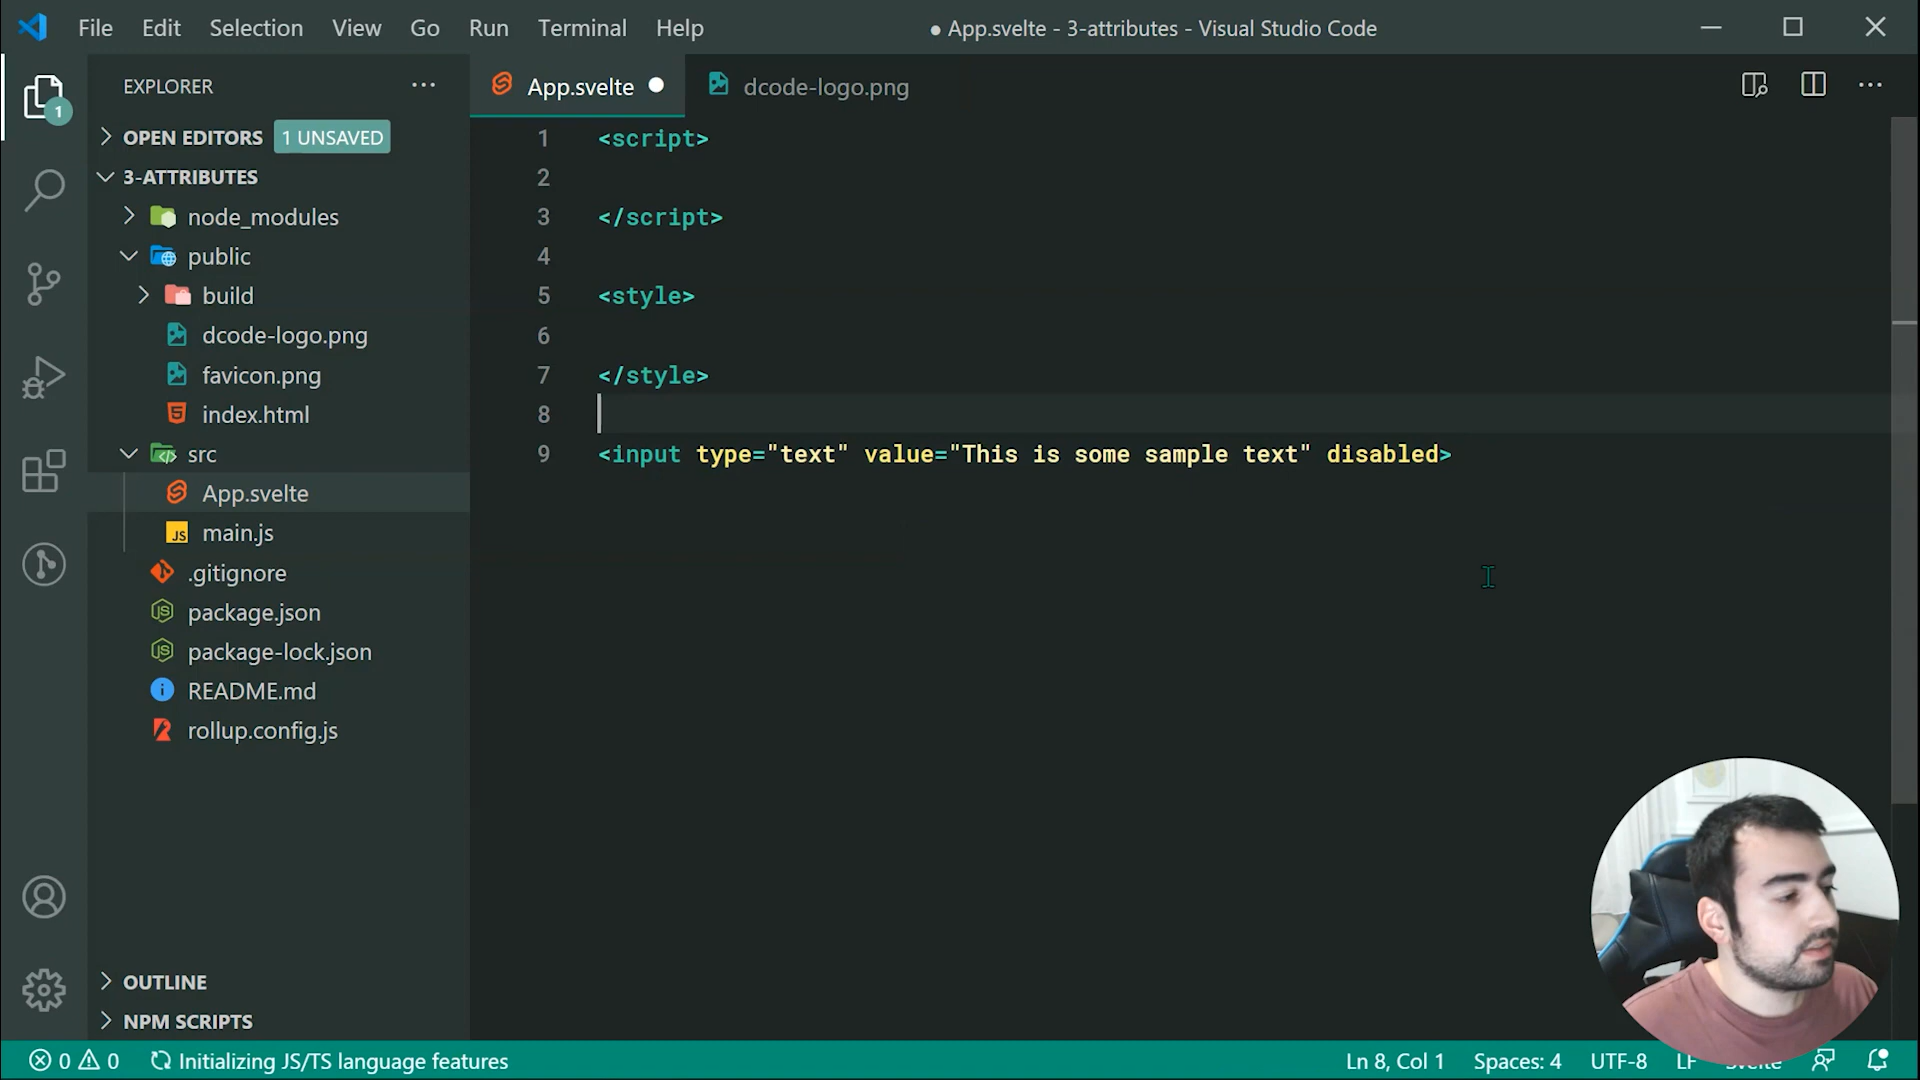 File Edit Selection View Go Run Terminal Help
● App.svelte - 3-attributes - Visual Studio Code
EXPLORER
1
OPEN EDITORS 1 UNSAVED
3-ATTRIBUTES
node_modules
public
build
dcode-logo.png
favicon.png
index.html
src
App.svelte
JS main.js
.gitignore
package.json
package-lock.json
README.md
rollup.config.js
OUTLINE
NPM SCRIPTS
App.svelte
dcode-logo.png
1 <script>
2
3 </script>
4
5 <style>
6
7 </style>
8
9 <input type="text" value="This is some sample text" disabled>
0 0 Initializing JS/TS language features
Ln 8, Col 1 Spaces: 4 UTF-8 LF Svelte